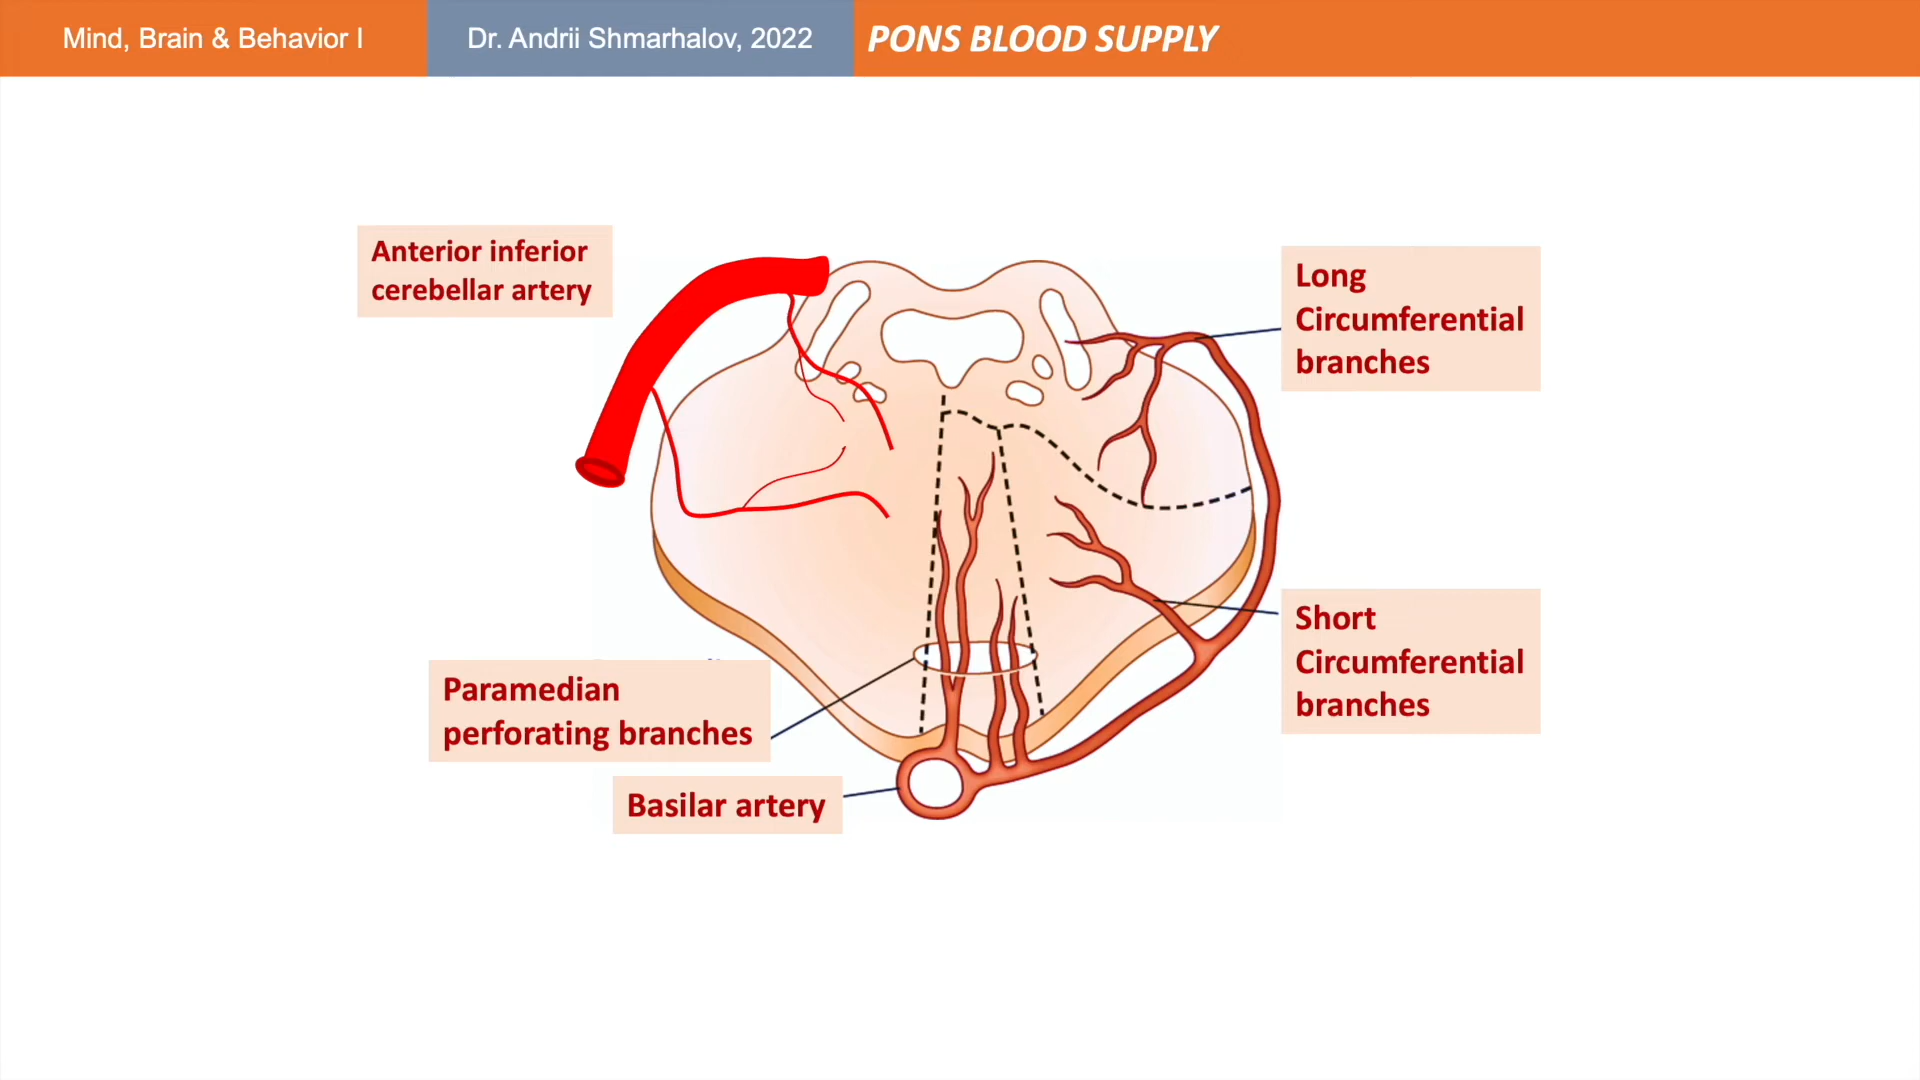 Mind, Brain & Behavior I
Dr. Andrii Shmarhalov, 2022
PONS BLOOD SUPPLY
Anterior inferior
cerebellar artery
Long
Circumferential
branches
Short
Circumferential
branches
Paramedian
perforating branches
Basilar artery